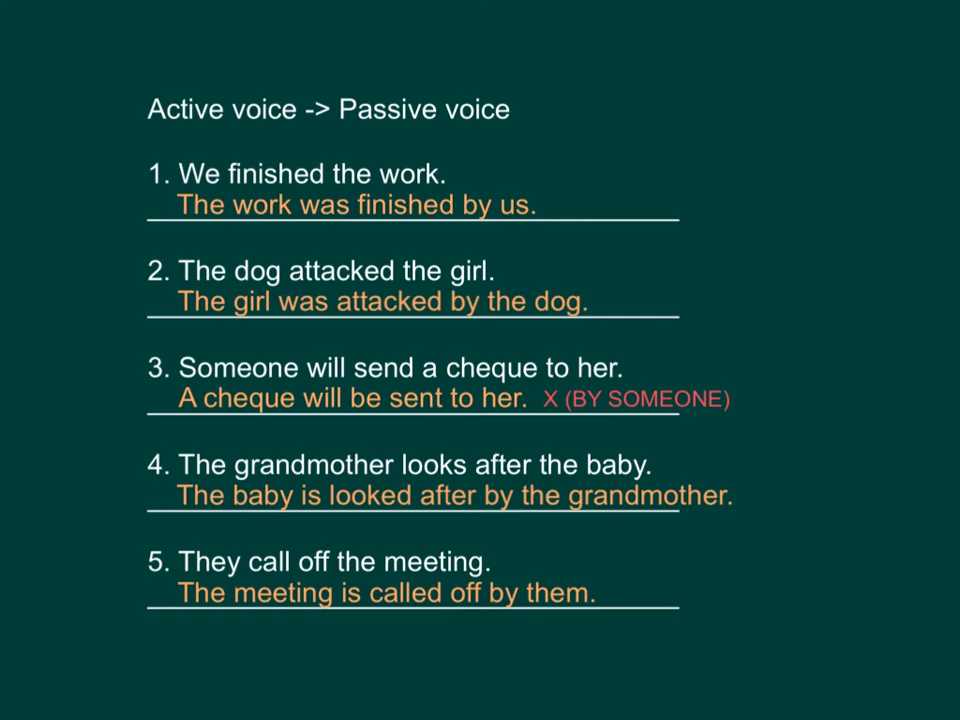 Active voice -> Passive voice
1. We finished the work.
The work was finished by us.
2. The dog attacked the girl.
The girl was attacked by the dog.
3. Someone will send a cheque to her.
A cheque will be sent to her. X (BY SOMEONE)
4. The grandmother looks after the baby.
The baby is looked after by the grandmother.
5. They call off the meeting.
The meeting is called off by them.